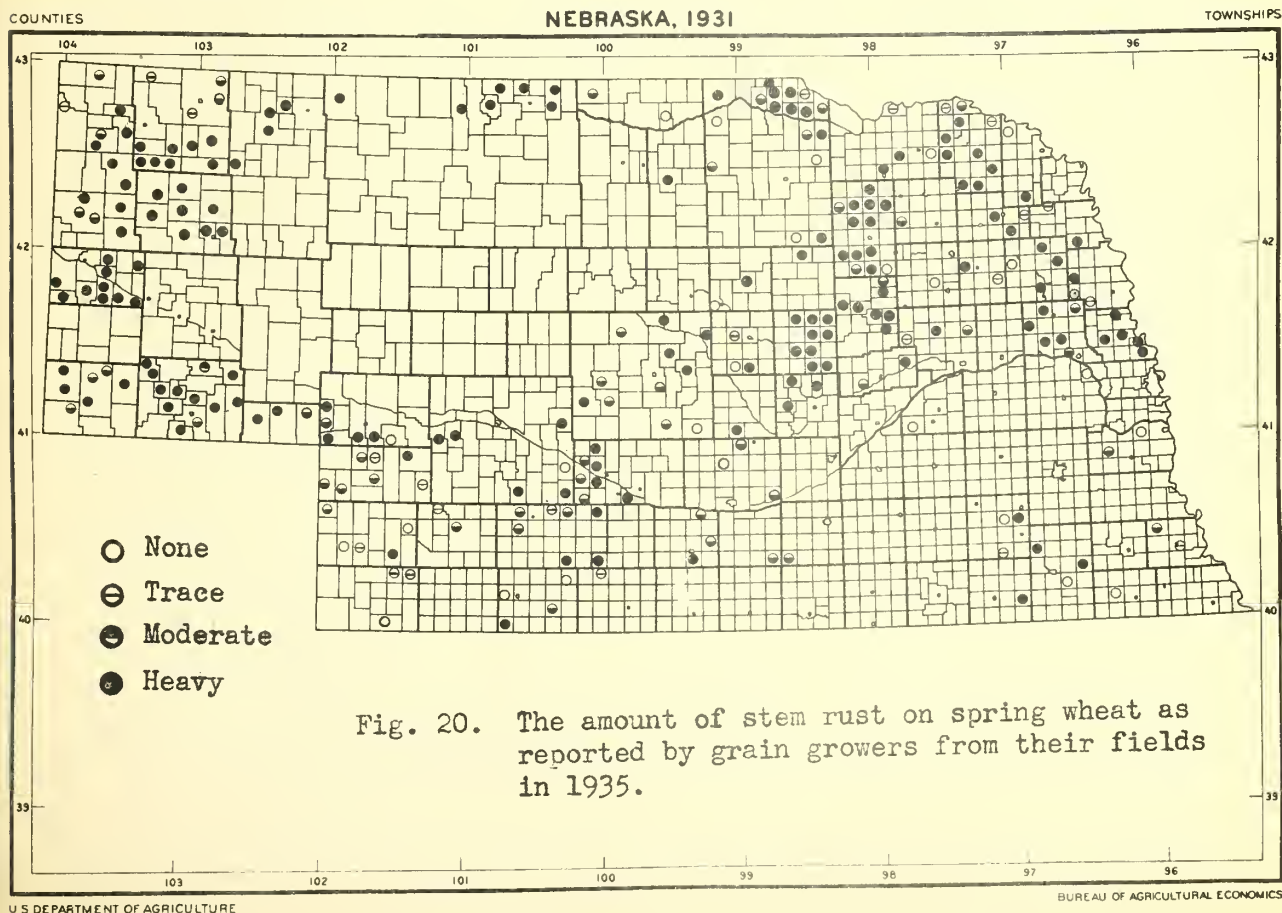 COUNTIES NEBRASKA, 1931 TOWNSHIPS
104 103 102 101 100 99 98 97 96
43 43
42 42
41 41
40 40
39 39
○ None
⊖ Trace
◒ Moderate
● Heavy
Fig. 20. The amount of stem rust on spring wheat as
reported by grain growers from their fields
in 1935.
103 102 101 100 99 98 97 96
U S DEPARTMENT OF AGRICULTURE BUREAU OF AGRICULTURAL ECONOMICS